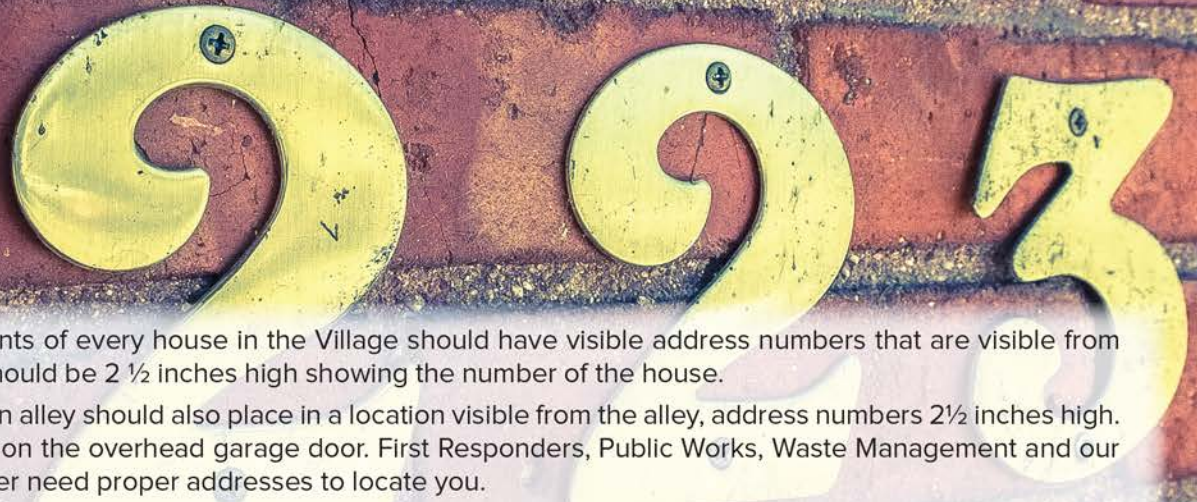 223
nts of every house in the Village should have visible address numbers that are visible from
hould be 2 ½ inches high showing the number of the house.
n alley should also place in a location visible from the alley, address numbers 2½ inches high.
on the overhead garage door. First Responders, Public Works, Waste Management and our
er need proper addresses to locate you.